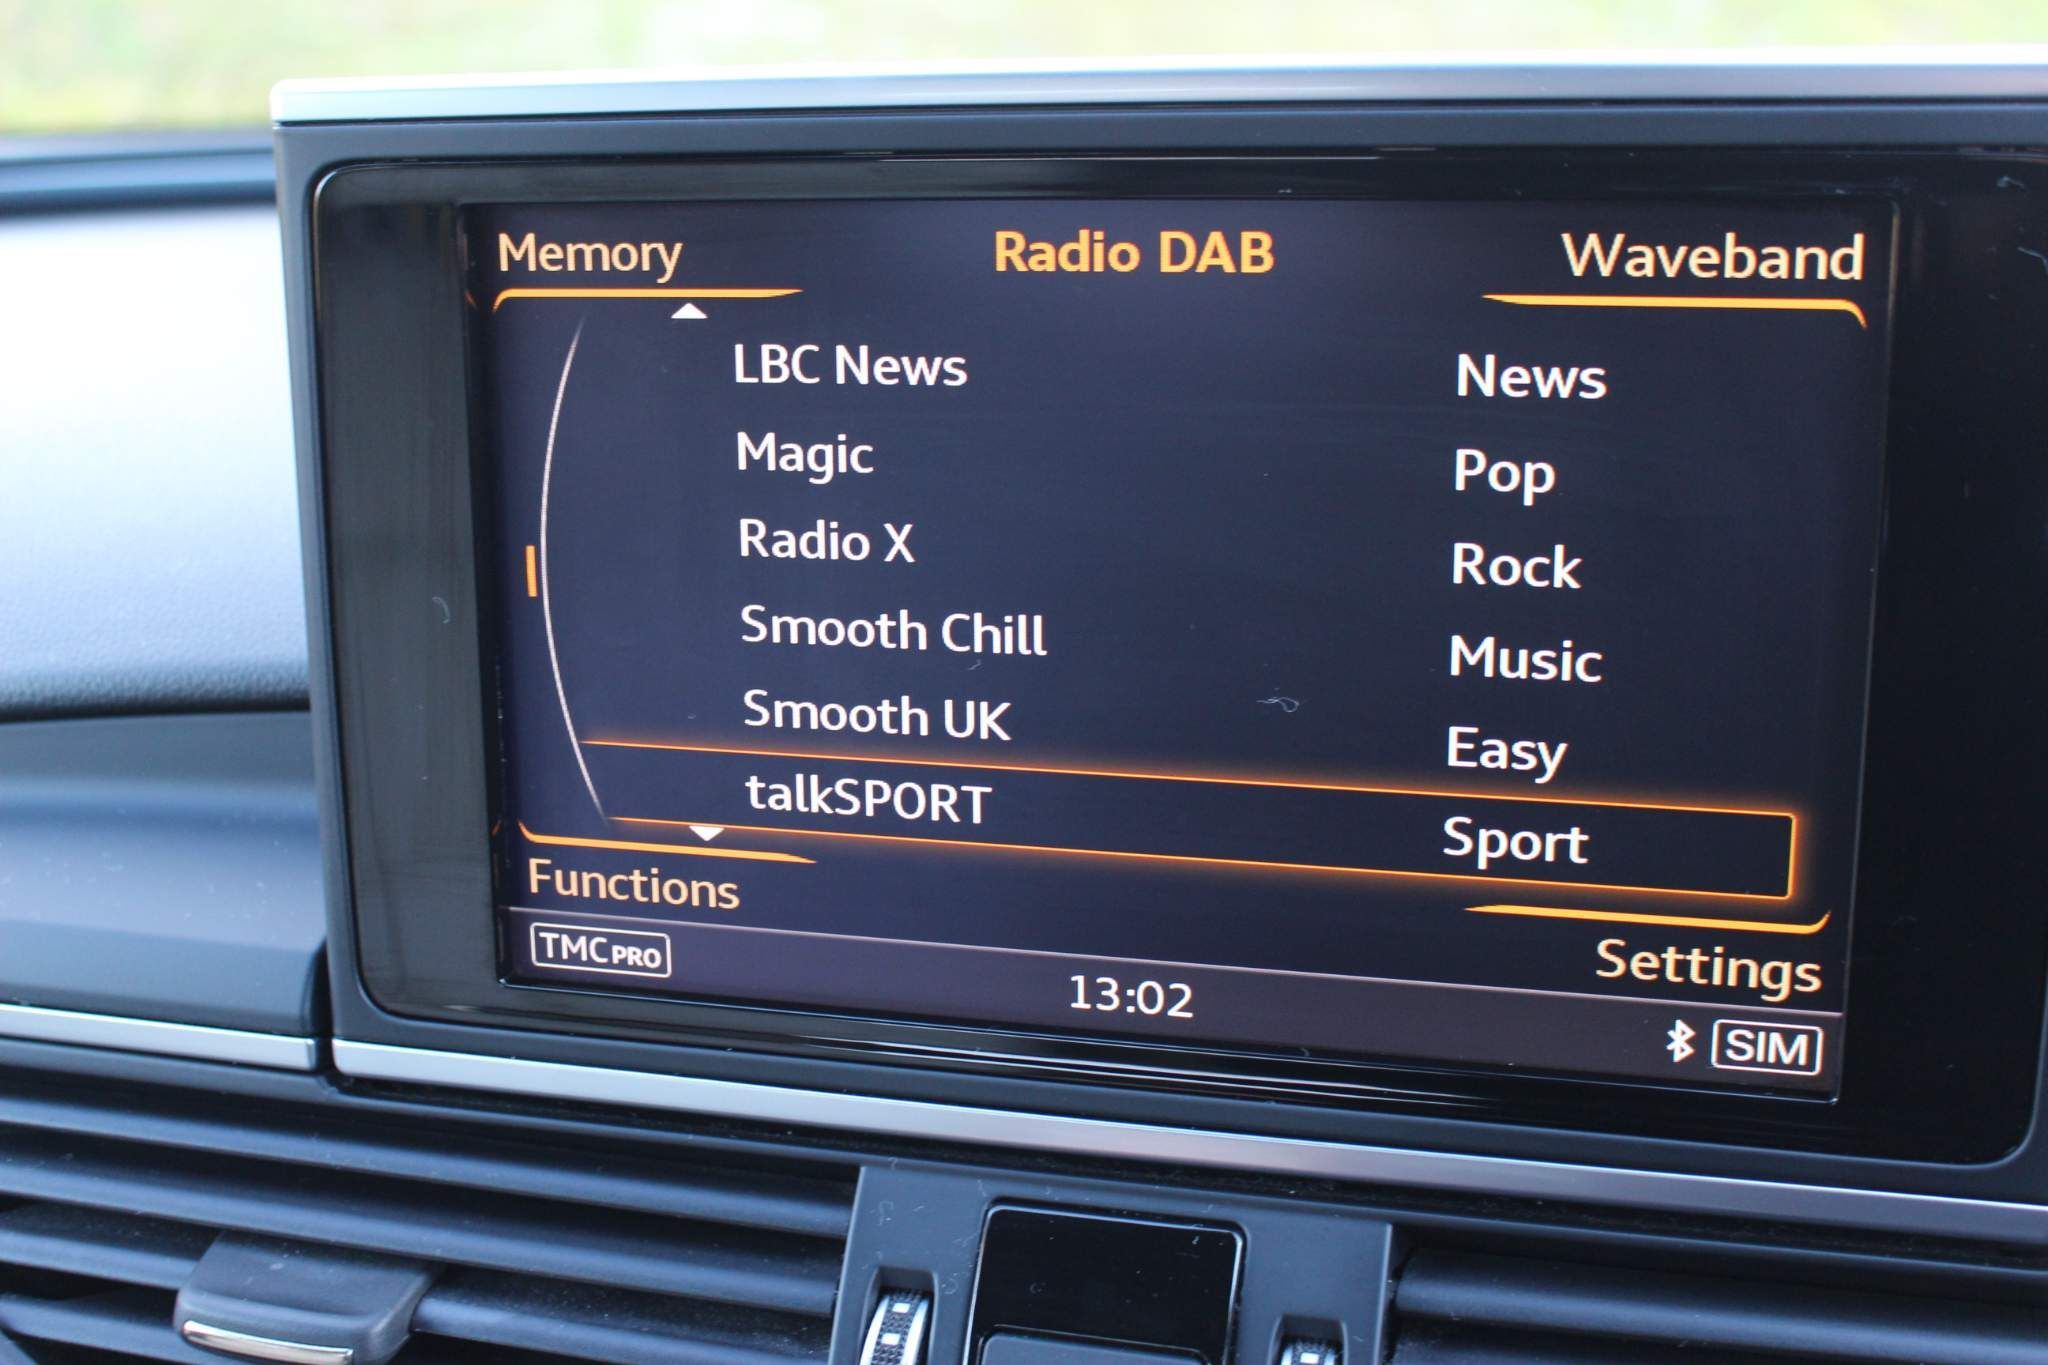 Memory Radio DAB Waveband
LBC News News
Magic Pop
Radio X Rock
Smooth Chill Music
Smooth UK Easy
talkSPORT Sport
Functions Settings
TMC PRO 13:02 SIM